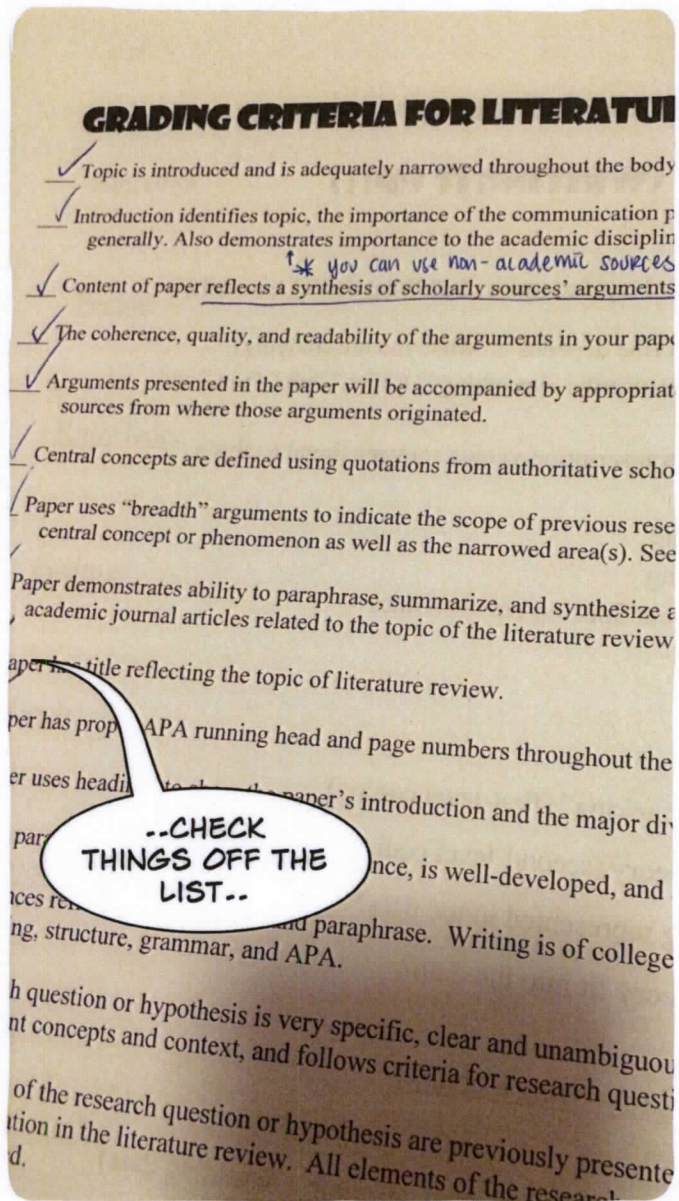 GRADING CRITERIA FOR LITERATU
Topic is introduced and is adequately narrowed throughout the body
Introduction identifies topic, the importance of the communication p
generally. Also demonstrates importance to the academic disciplin
* you can use non-academic sources
Content of paper reflects a synthesis of scholarly sources' arguments
The coherence, quality, and readability of the arguments in your pap
Arguments presented in the paper will be accompanied by appropriat
sources from where those arguments originated.
Central concepts are defined using quotations from authoritative scho
Paper uses "breadth" arguments to indicate the scope of previous rese
central concept or phenomenon as well as the narrowed area(s). See
Paper demonstrates ability to paraphrase, summarize, and synthesize a
academic journal articles related to the topic of the literature review
aper has title reflecting the topic of literature review.
per has prop APA running head and page numbers throughout the
er uses headi paper's introduction and the major di
par nce, is well-developed, and
--CHECK
THINGS OFF THE
LIST--
nces re and paraphrase. Writing is of college
ng, structure, grammar, and APA.
h question or hypothesis is very specific, clear and unambiguou
nt concepts and context, and follows criteria for research questi
of the research question or hypothesis are previously presente
tion in the literature review. All elements of the research
d.